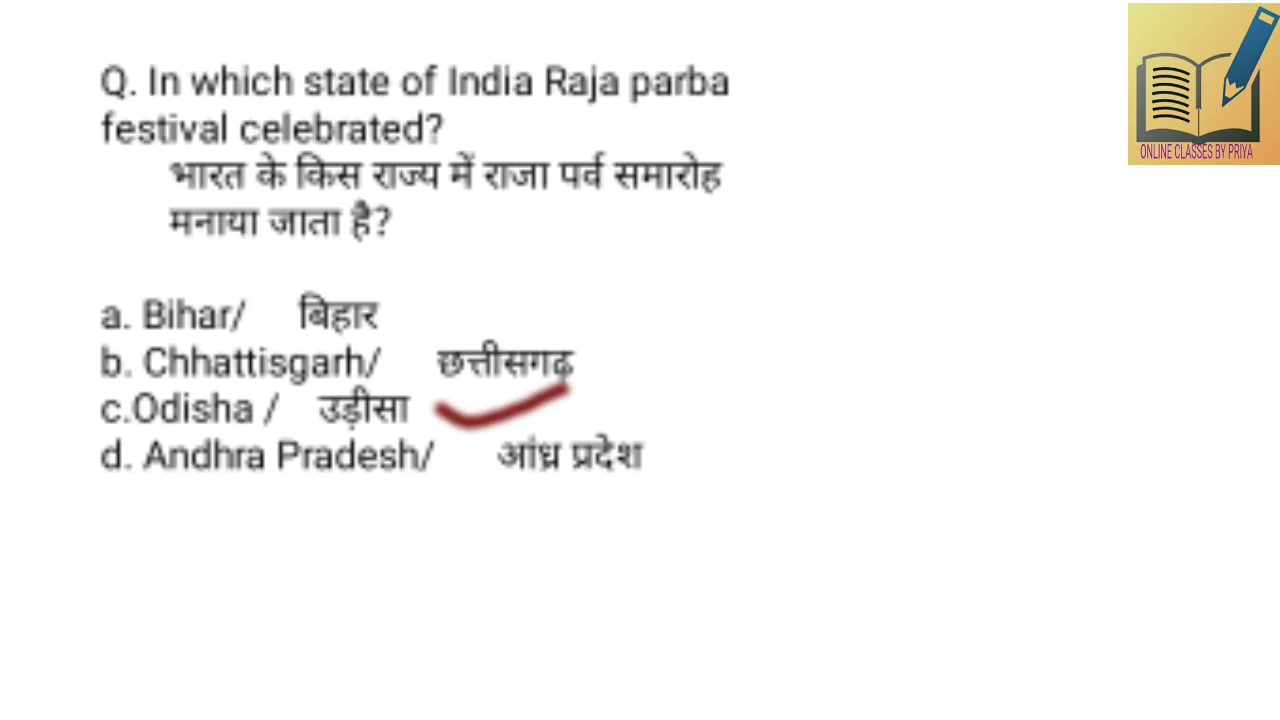 Q. In which state of India Raja parba
festival celebrated?
भारत के किस राज्य में राजा पर्व समारोह
मनाया जाता है?
a. Bihar/ बिहार
b. Chhattisgarh/ छत्तीसगढ़
c.Odisha / उड़ीसा
d. Andhra Pradesh/ आंध्र प्रदेश
ONLINE CLASSES BY PRIYA